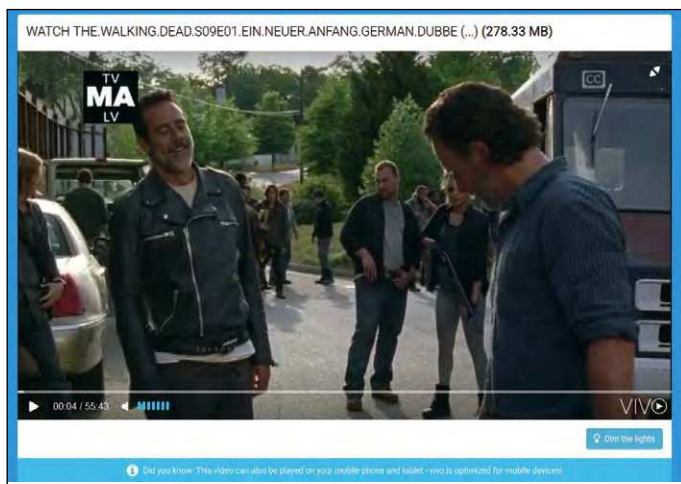 WATCH THE.WALKING.DEAD.S09E01.EIN.NEUER.ANFANG.GERMAN.DUBBE (...) (278.33 MB)
TV
MA
LV
CC
00:04 / 55:43
VIVO
Dim the lights
Did you know: This video can also be played on your mobile phone and tablet - vivo is optimized for mobile devices!